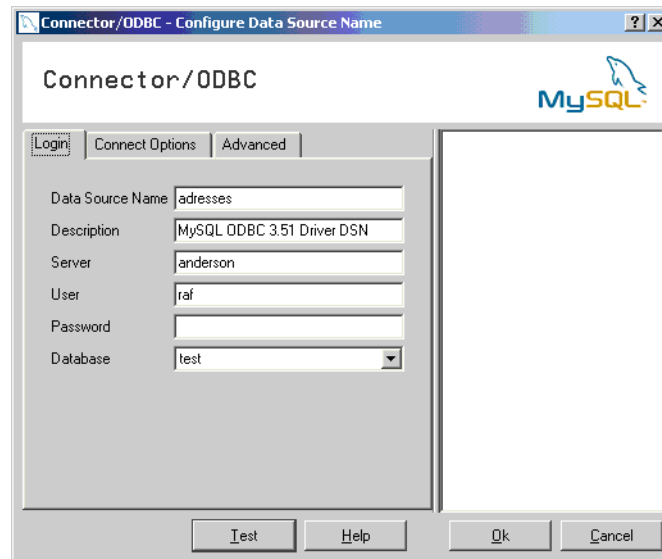 Connector/ODBC - Configure Data Source Name
Connector/ODBC
MySQL
Login Connect Options Advanced
Data Source Name adresses
Description MySQL ODBC 3.51 Driver DSN
Server anderson
User raf
Password
Database test
Test Help Ok Cancel